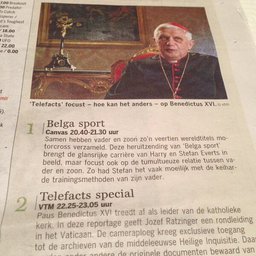 'Telefacts' focust – hoe kan het anders – op Benedictus XVI.
1 Belga sport
Canvas 20.40-21.30 uur
Samen hebben vader en zoon zo'n veertien wereldtitels
motorcross verzameld. Deze heruitzending van 'Belga sport'
brengt de glansrijke carrière van Harry en Stefan Everts in
beeld, maar focust ook op de tumultueuze relatie tussen va-
der en zoon. Zo had Stefan het vaak moeilijk met de keihar-
de trainingsmethoden van zijn vader.
2 Telefacts special
VTM 22.25-23.05 uur
Paus Benedictus XVI treedt af als leider van de katholieke
kerk. In deze reportage geeft Jozef Ratzinger een rondleiding
in het Vaticaan. De cameraploeg kreeg exclusieve toegang
tot de archieven van de middeleeuwse Heilige Inquisitie. Daar
originele documenten bewaard van